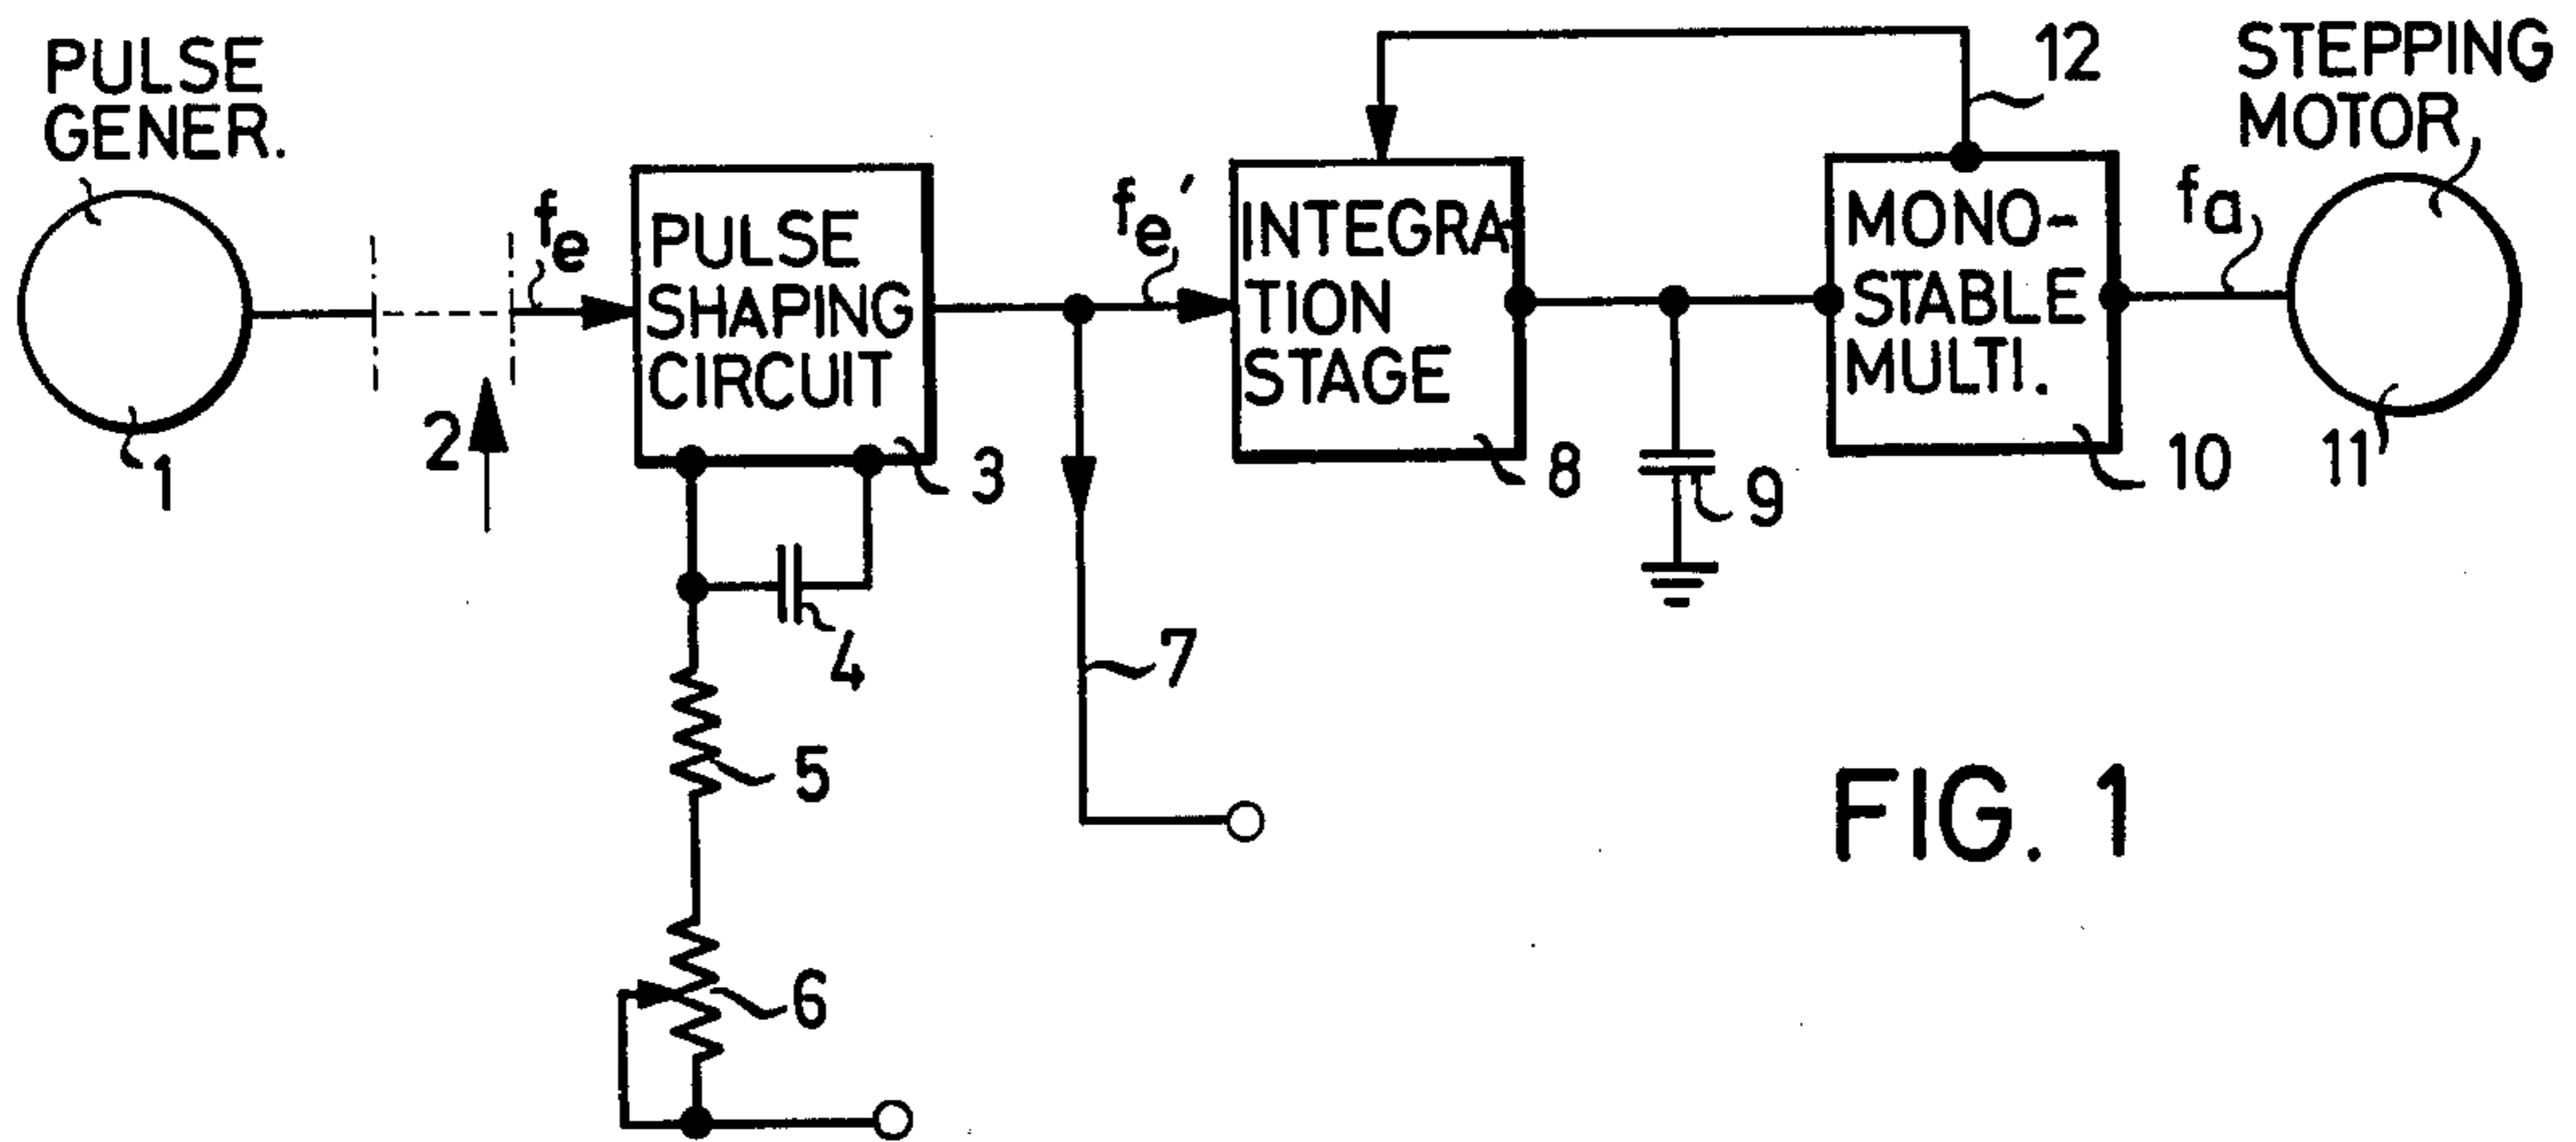 PULSE
GENER.
1
2
fe
PULSE
SHAPING
CIRCUIT
3
4
5
6
7
fe'
INTEGRA-
TION
STAGE
8
9
12
MONO-
STABLE
MULTI.
10
fa
STEPPING
MOTOR
11
FIG. 1